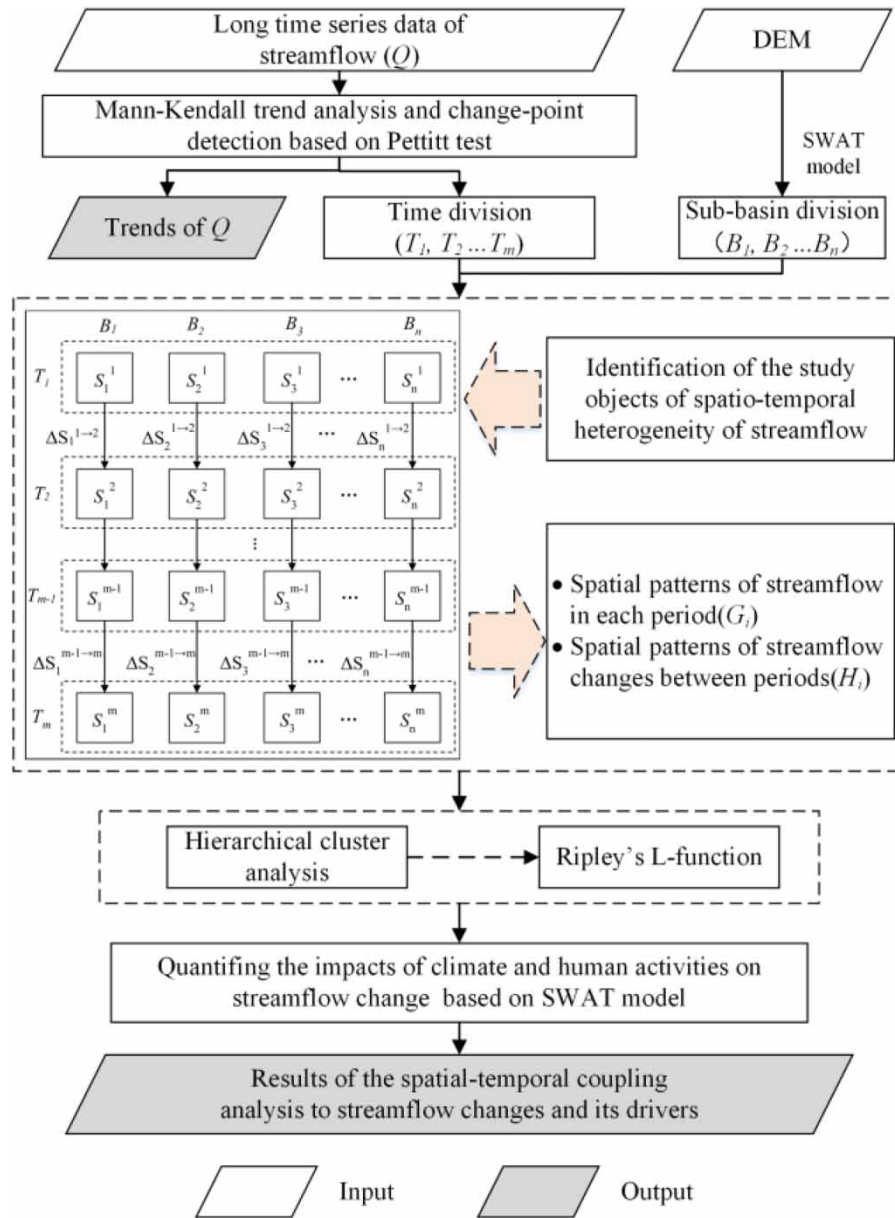 Long time series data of
streamflow (Q)
DEM
Mann-Kendall trend analysis and change-point
detection based on Pettitt test
SWAT
model
Trends of Q
Time division
(T₁, T₂ ... Tₘ)
Sub-basin division
(B₁, B₂ ... Bₙ)
B₁ B₂ B₃ Bₙ
T₁ S₁¹ S₂¹ S₃¹ ... Sₙ¹
ΔS₁¹→² ΔS₂¹→² ΔS₃¹→² ... ΔSₙ¹→²
T₂ S₁² S₂² S₃² ... Sₙ²
⋮
Tₘ₋₁ S₁ᵐ⁻¹ S₂ᵐ⁻¹ S₃ᵐ⁻¹ ... Sₙᵐ⁻¹
ΔS₁ᵐ⁻¹→ᵐ ΔS₂ᵐ⁻¹→ᵐ ΔS₃ᵐ⁻¹→ᵐ ... ΔSₙᵐ⁻¹→ᵐ
Tₘ S₁ᵐ S₂ᵐ S₃ᵐ ... Sₙᵐ
Identification of the study
objects of spatio-temporal
heterogeneity of streamflow
• Spatial patterns of streamflow
in each period(Gᵢ)
• Spatial patterns of streamflow
changes between periods(Hᵢ)
Hierarchical cluster
analysis
Ripley's L-function
Quantifing the impacts of climate and human activities on
streamflow change based on SWAT model
Results of the spatial-temporal coupling
analysis to streamflow changes and its drivers
Input
Output